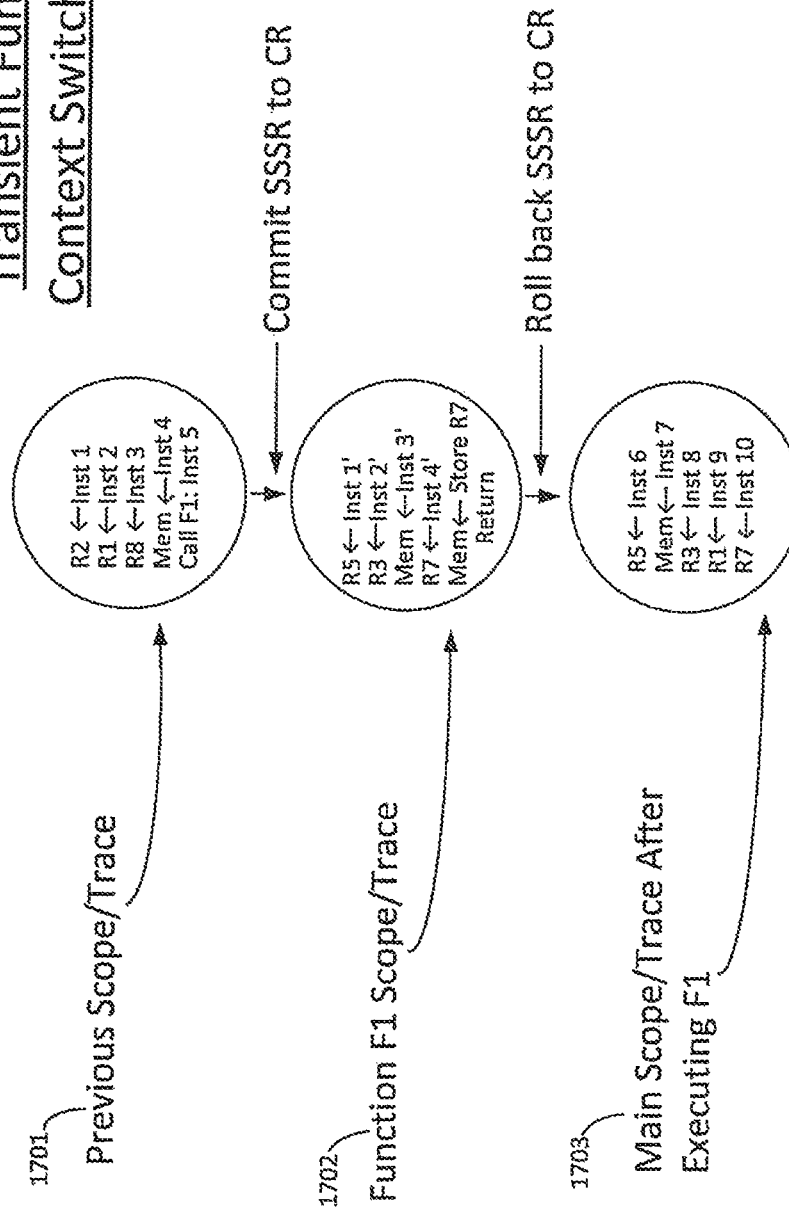 Context Switch
1701
Previous Scope/Trace
R2 ←Inst 1
R1 ←Inst 2
R8 ←Inst 3
Mem ←Inst 4
Call F1: Inst 5
Commit SSSR to CR
1702
Function F1 Scope/Trace
R5 ← Inst 1'
R3 ←Inst 2'
Mem ←Inst 3'
R7 ←Inst 4'
Mem← Store R7
Return
Roll back SSSR to CR
1703
Main Scope/Trace After
Executing F1
R5 ← Inst 6
Mem← Inst 7
R3 ← Inst 8
R1 ←Inst 9
R7 ← Inst 10